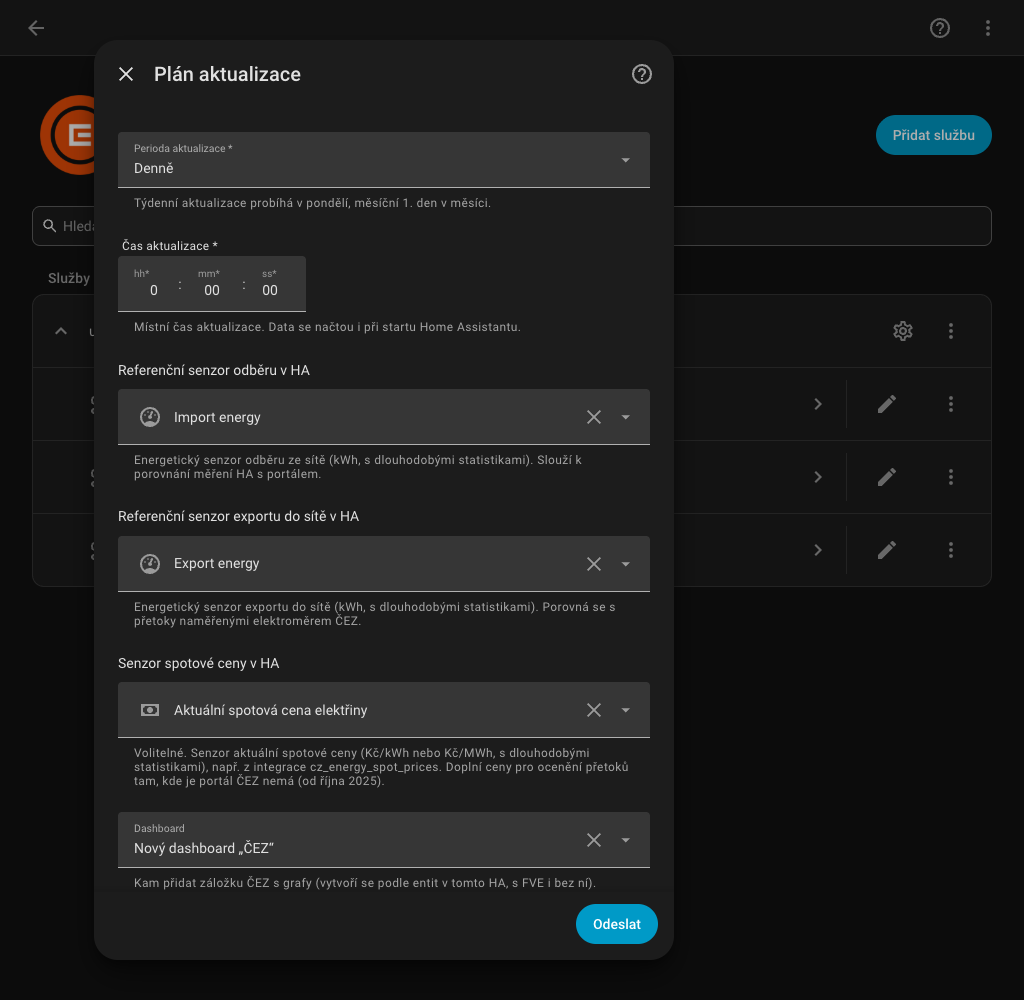 Plán aktualizace
Přidat službu
Perioda aktualizace *
Denně
Týdenní aktualizace probíhá v pondělí, měsíční 1. den v měsíci.
Čas aktualizace *
hh* mm* ss*
0 : 00 : 00
Místní čas aktualizace. Data se načtou i při startu Home Assistantu.
Služby
Referenční senzor odběru v HA
Import energy
Energetický senzor odběru ze sítě (kWh, s dlouhodobými statistikami). Slouží k
porovnání měření HA s portálem.
Referenční senzor exportu do sítě v HA
Export energy
Energetický senzor exportu do sítě (kWh, s dlouhodobými statistikami). Porovná se s
přetoky naměřenými elektroměrem ČEZ.
Senzor spotové ceny v HA
Aktuální spotová cena elektřiny
Volitelné. Senzor aktuální spotové ceny (Kč/kWh nebo Kč/MWh, s dlouhodobými
statistikami), např. z integrace cz_energy_spot_prices. Doplní ceny pro ocenění přetoků
tam, kde je portál ČEZ nemá (od října 2025).
Dashboard
Nový dashboard „ČEZ“
Kam přidat záložku ČEZ s grafy (vytvoří se podle entit v tomto HA, s FVE i bez ní).
Odeslat